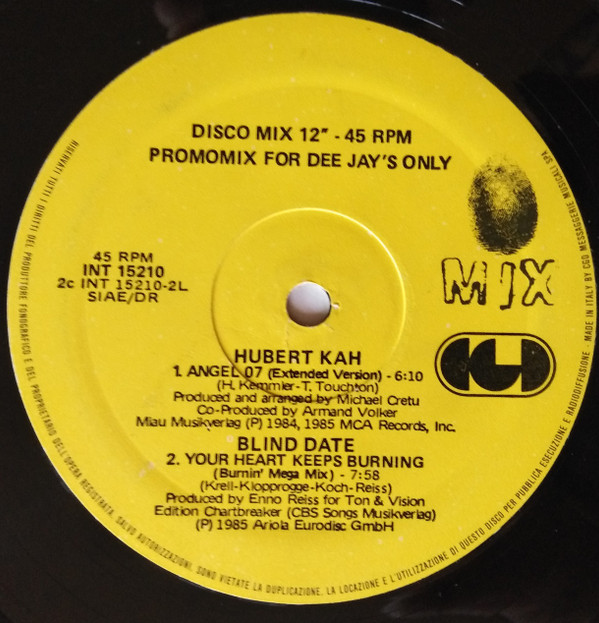 DISCO MIX 12" - 45 RPM
PROMOMIX FOR DEE JAY'S ONLY
MIX
CGD
45 RPM
INT 15210
2c INT 15210-2L
SIAE/DR
HUBERT KAH
1. ANGEL 07 (Extended Version) - 6:10
(H. Kemmler-T. Touchton)
Produced and arranged by Michael Cretu
Co-Produced by Armand Volker
Miau Musikverlag (P) 1984, 1985 MCA Records, Inc.
BLIND DATE
2. YOUR HEART KEEPS BURNING
(Burnin' Mega Mix) - 7:58
(Krell-Kloprogge-Koch-Reiss)
Produced by Enno Reiss for Ton & Vision
Edition Chartbreaker (CBS Songs Musikverlag)
(P) 1985 Ariola Eurodisc GmbH
RISERVATI TUTTI I DIRITTI DEL PRODUTTORE FONOGRAFICO E DEL PROPRIETARIO DELL'OPERA REGISTRATA. SALVO AUTORIZZAZIONI, SONO VIETATE LA DUPLICAZIONE, LA LOCAZIONE E L'UTILIZZAZIONE DI QUESTO DISCO PER PUBBLICA ESECUZIONE E RADIODIFFUSIONE - MADE IN ITALY BY CGD MESSAGGERIE MUSICALI SPA